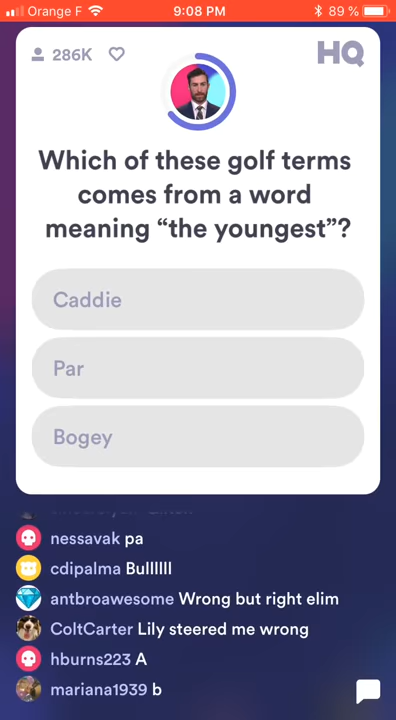 Orange F 9:08 PM 89 %
286K HQ
Which of these golf terms
comes from a word
meaning “the youngest”?
Caddie
Par
Bogey
nessavak pa
cdipalma Bullllll
antbroawesome Wrong but right elim
ColtCarter Lily steered me wrong
hburns223 A
mariana1939 b